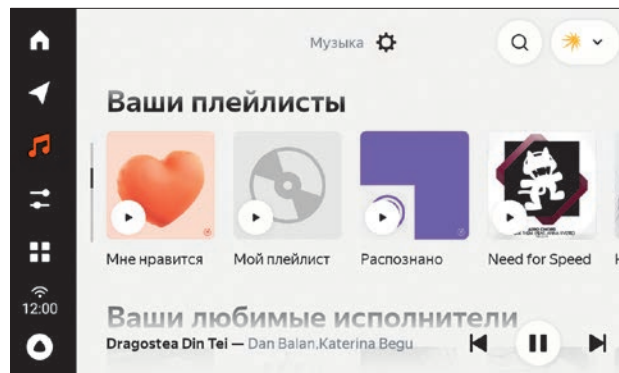 Музыка
Ваши плейлисты
Мне нравится
Мой плейлист
Распознано
Need for Speed
12:00
Ваши любимые исполнители
Dragostea Din Tei — Dan Balan,Katerina Begu